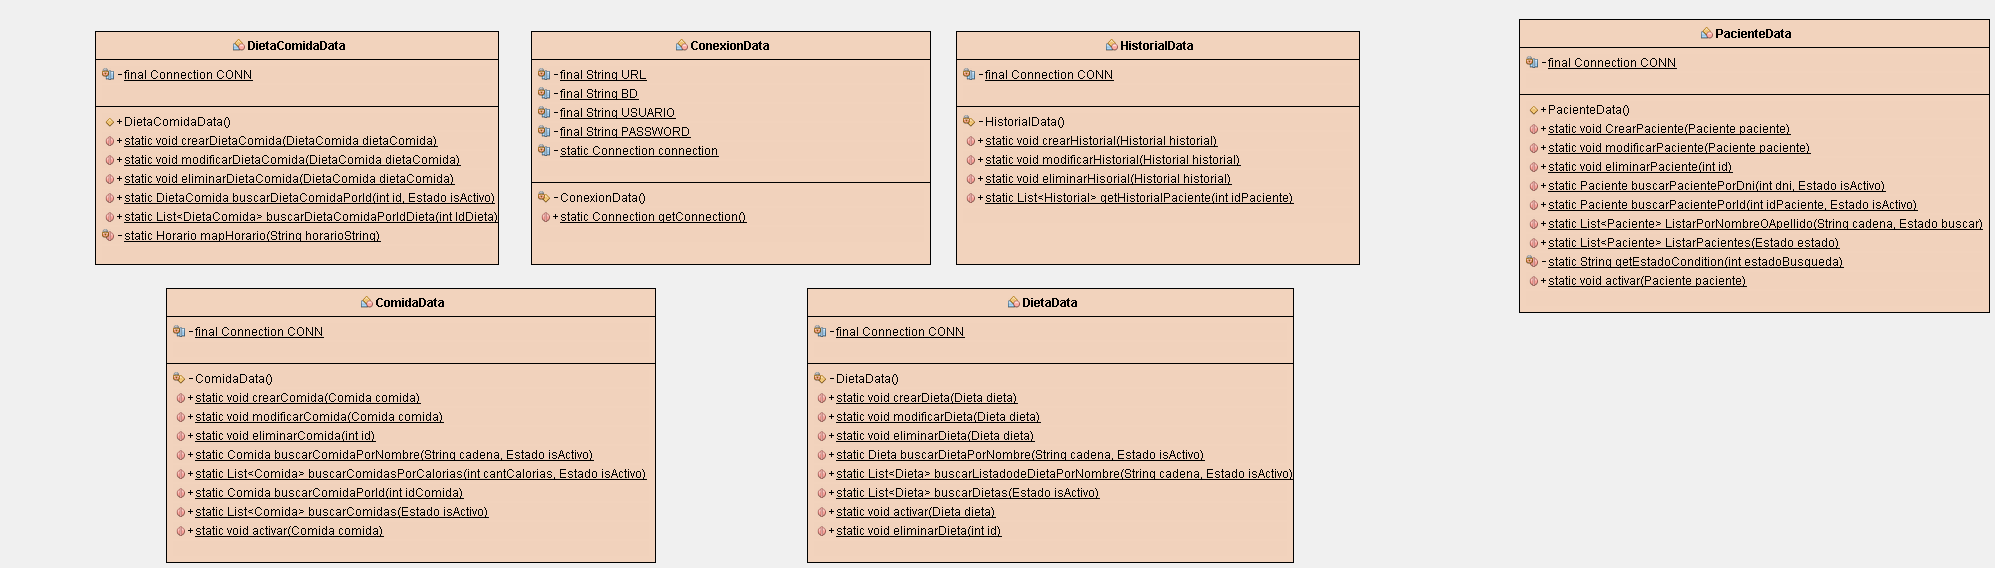 DietaComidaData
-final Connection CONN
+DietaComidaData()
+static void crearDietaComida(DietaComida dietaComida)
+static void modificarDietaComida(DietaComida dietaComida)
+static void eliminarDietaComida(DietaComida dietaComida)
+static DietaComida buscarDietaComidaPorId(int id, Estado isActivo)
+static List<DietaComida> buscarDietaComidaPorIdDieta(int IdDieta)
-static Horario mapHorario(String horarioString)
ConexionData
-final String URL
-final String BD
-final String USUARIO
-final String PASSWORD
-static Connection connection
-ConexionData()
+static Connection getConnection()
HistorialData
-final Connection CONN
-HistorialData()
+static void crearHistorial(Historial historial)
+static void modificarHistorial(Historial historial)
+static void eliminarHisorial(Historial historial)
+static List<Historial> getHistorialPaciente(int idPaciente)
PacienteData
-final Connection CONN
+PacienteData()
+static void CrearPaciente(Paciente paciente)
+static void modificarPaciente(Paciente paciente)
+static void eliminarPaciente(int id)
+static Paciente buscarPacientePorDni(int dni, Estado isActivo)
+static Paciente buscarPacientePorId(int idPaciente, Estado isActivo)
+static List<Paciente> ListarPorNombreOApellido(String cadena, Estado buscar)
+static List<Paciente> ListarPacientes(Estado estado)
-static String getEstadoCondition(int estadoBusqueda)
+static void activar(Paciente paciente)
ComidaData
-final Connection CONN
-ComidaData()
+static void crearComida(Comida comida)
+static void modificarComida(Comida comida)
+static void eliminarComida(int id)
+static Comida buscarComidaPorNombre(String cadena, Estado isActivo)
+static List<Comida> buscarComidasPorCalorias(int cantCalorias, Estado isActivo)
+static Comida buscarComidaPorId(int idComida)
+static List<Comida> buscarComidas(Estado isActivo)
+static void activar(Comida comida)
DietaData
-final Connection CONN
-DietaData()
+static void crearDieta(Dieta dieta)
+static void modificarDieta(Dieta dieta)
+static void eliminarDieta(Dieta dieta)
+static Dieta buscarDietaPorNombre(String cadena, Estado isActivo)
+static List<Dieta> buscarListadodeDietaPorNombre(String cadena, Estado isActivo)
+static List<Dieta> buscarDietas(Estado isActivo)
+static void activar(Dieta dieta)
+static void eliminarDieta(int id)